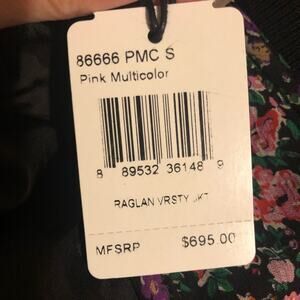 86666 PMC S
Pink Multicolor
8 89532 36148 9
RAGLAN VRSTY JKT
MFSRP $695.00